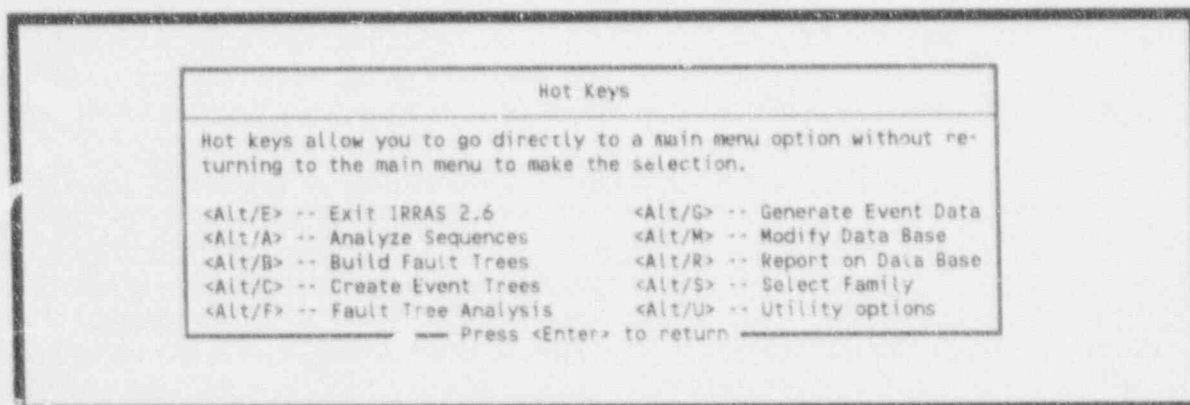 Hot Keys
Hot keys allow you to go directly to a main menu option without re-
turning to the main menu to make the selection.
<Alt/E> -- Exit IRRAS 2.6 <Alt/G> -- Generate Event Data
<Alt/A> -- Analyze Sequences <Alt/M> -- Modify Data Base
<Alt/B> -- Build Fault Trees <Alt/R> -- Report on Data Base
<Alt/C> -- Create Event Trees <Alt/S> -- Select Family
<Alt/F> -- Fault Tree Analysis <Alt/U> -- Utility options
Press <Enter> to return